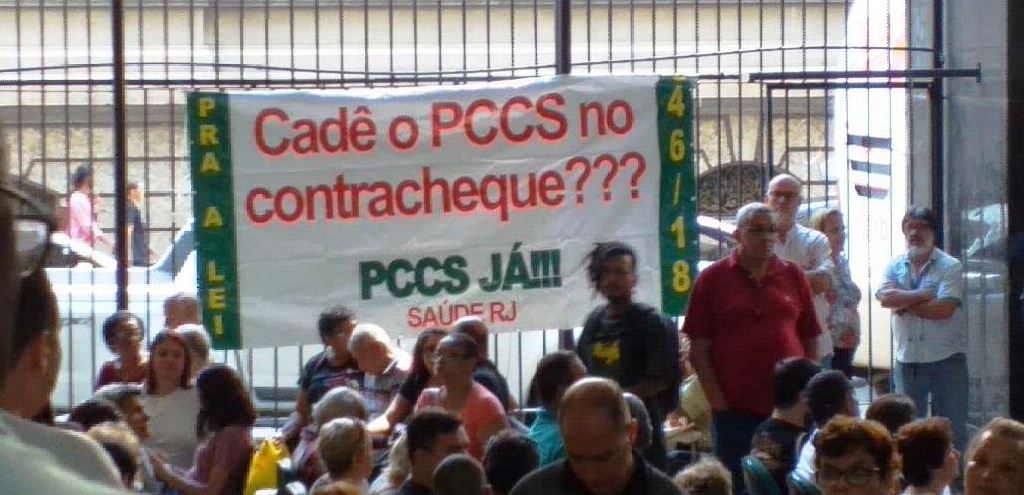 PRA A LEI
Cadê o PCCS no
contracheque???
PCCS JÁ!!!
SAÚDE RJ
46/18